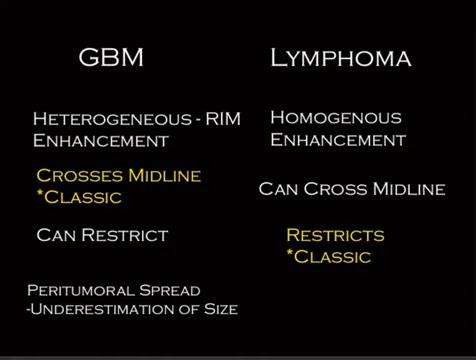 GBM
Heterogeneous - RIM
Enhancement
Crosses Midline
*Classic
Can Restrict
Peritumoral Spread
-Underestimation of Size
Lymphoma
Homogenous
Enhancement
Can Cross Midline
Restricts
*Classic